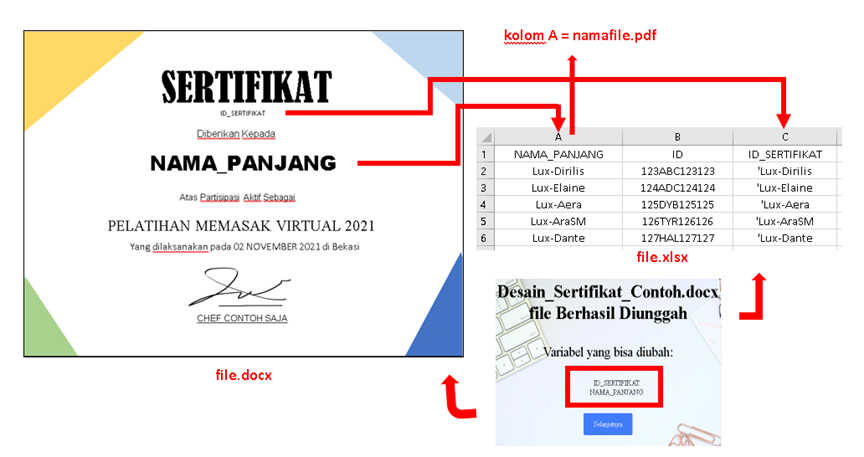 kolom A = namafile.pdf
SERTIFIKAT
ID_SERTIFIKAT
Diberikan Kepada
NAMA_PANJANG
Atas Partisipasi Aktif Sebagai
PELATIHAN MEMASAK VIRTUAL 2021
Yang dilaksanakan pada 02 NOVEMBER 2021 di Bekasi
CHEF CONTOH SAJA
file.docx
A B C
1 NAMA_PANJANG ID ID_SERTIFIKAT
2 Lux-Dirilis 123ABC123123 'Lux-Dirilis
3 Lux-Elaine 124ADC124124 'Lux-Elaine
4 Lux-Aera 125DYB125125 'Lux-Aera
5 Lux-AraSM 126TYR126126 'Lux-AraSM
6 Lux-Dante 127HAL127127 'Lux-Dante
file.xlsx
Desain_Sertifikat_Contoh.docx
file Berhasil Diunggah
Variabel yang bisa diubah:
ID_SERTIFIKAT
NAMA_PANJANG
Selanjutnya